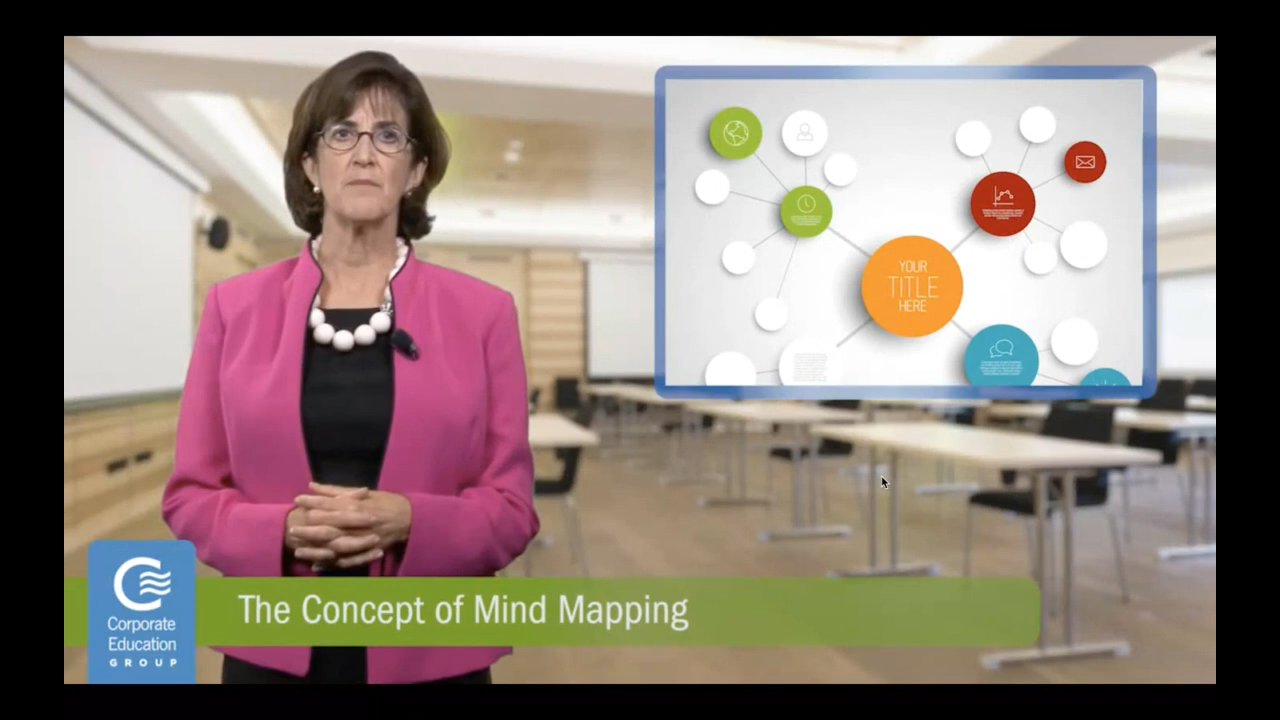 YOUR
TITLE
HERE
The Concept of Mind Mapping
Corporate
Education
GROUP